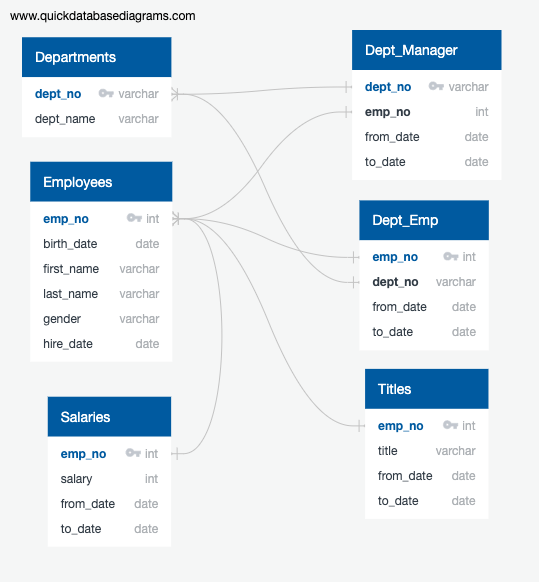 www.quickdatabasediagrams.com
Departments
dept_no varchar
dept_name varchar
Employees
emp_no int
birth_date date
first_name varchar
last_name varchar
gender varchar
hire_date date
Salaries
emp_no int
salary int
from_date date
to_date date
Dept_Manager
dept_no varchar
emp_no int
from_date date
to_date date
Dept_Emp
emp_no int
dept_no varchar
from_date date
to_date date
Titles
emp_no int
title varchar
from_date date
to_date date